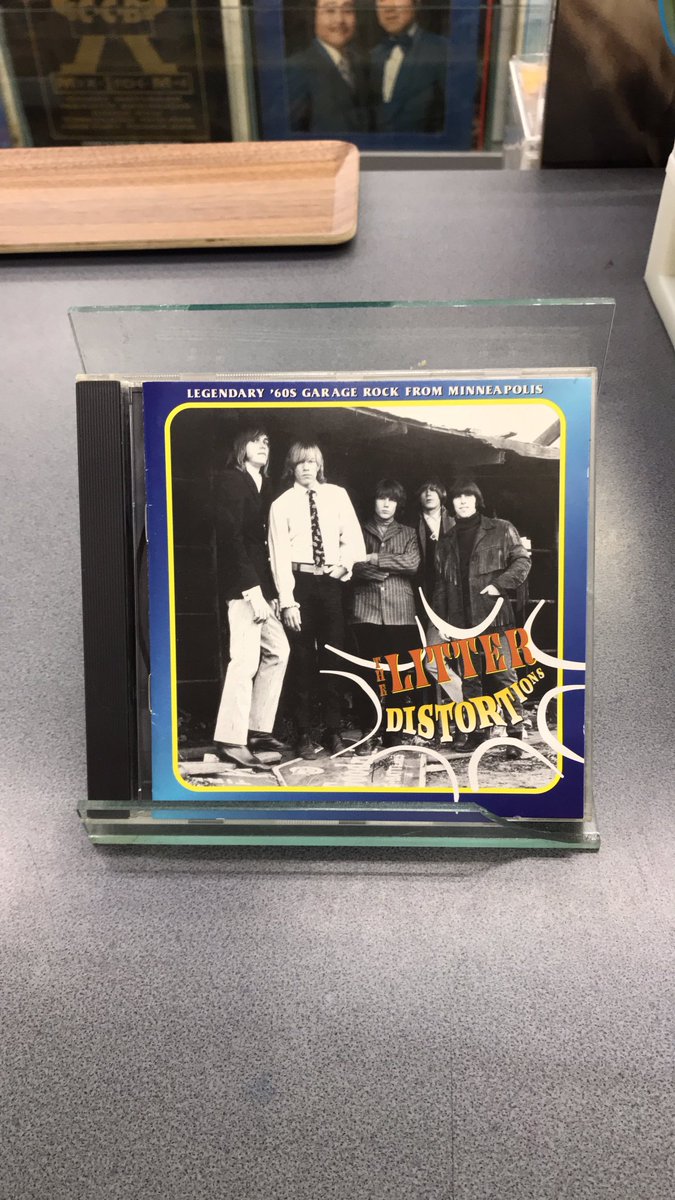 LEGENDARY '60S GARAGE ROCK FROM MINNEAPOLIS
THE LITTER
DISTORTIONS